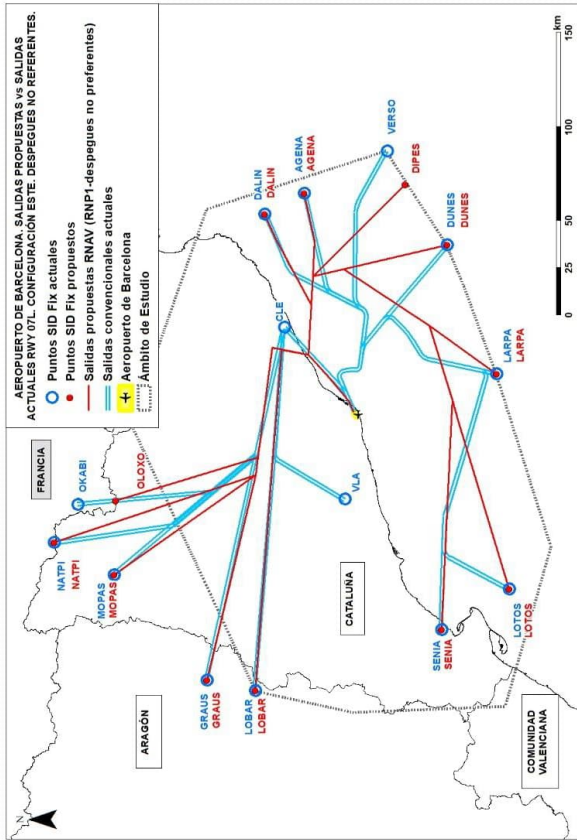 AEROPUERTO DE BARCELONA. SALIDAS PROPUESTAS vs SALIDAS
ACTUALES RWY 07L. CONFIGURACIÓN ESTE. DESPEGUES NO REFERENTES.
Puntos SID Fix actuales
Puntos SID Fix propuestos
Salidas propuestas RNAV (RNP1-despegues no preferentes)
Salidas convencionales actuales
Aeropuerto de Barcelona
Ámbito de Estudio
N
FRANCIA
ARAGÓN
CATALUÑA
COMUNIDAD
VALENCIANA
OKABI
OLOXO
NATPI
NATPI
MOPAS
MOPAS
GRAUS
GRAUS
LOBAR
LOBAR
CLE
VLA
DALIN
DALIN
AGENA
AGENA
VERSO
DIPES
DUNES
DUNES
LARPA
LARPA
SENIA
SENIA
LOTOS
LOTOS
0
25
50
100
150
km